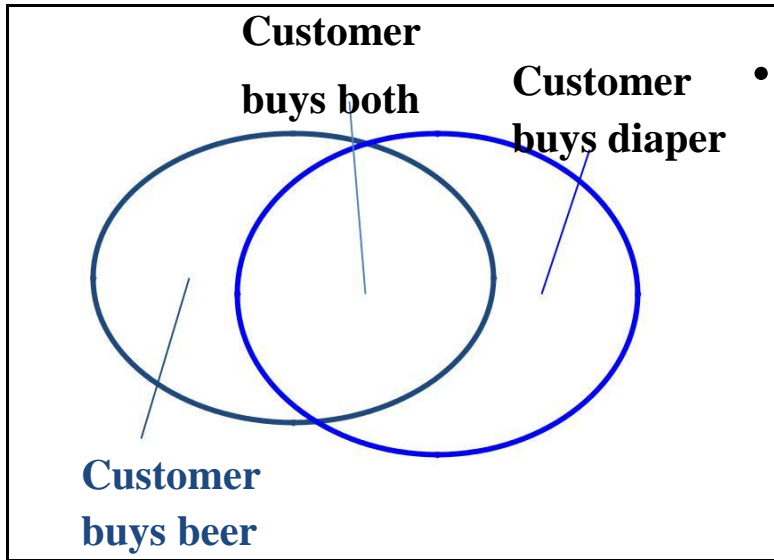 Customer
buys both
Customer
buys diaper
•
Customer
buys beer